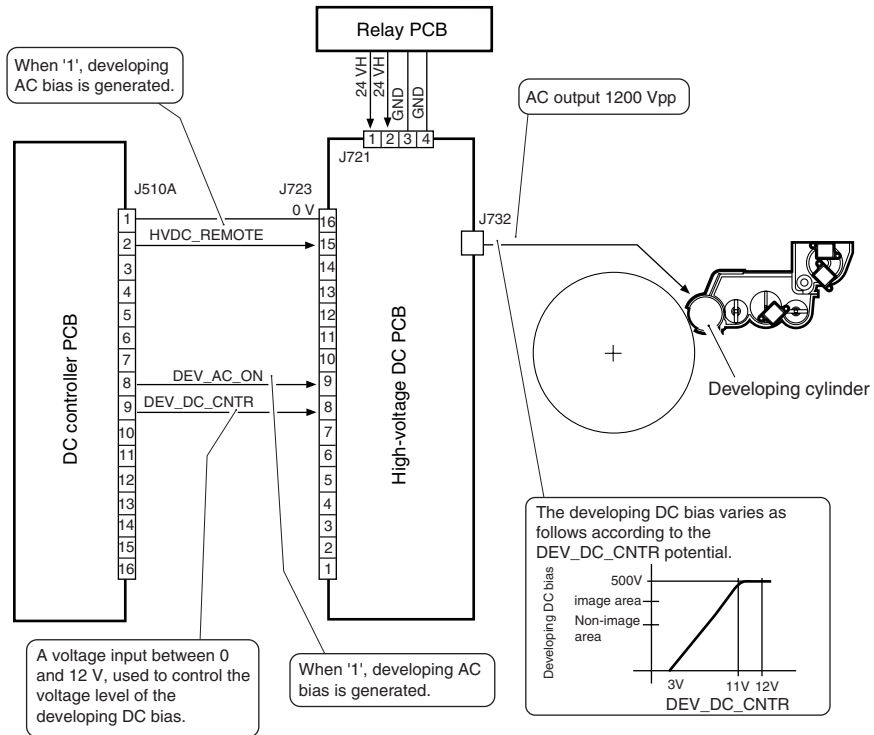 Relay PCB
When '1', developing
AC bias is generated.
24 VH
24 VH
GND
GND
AC output 1200 Vpp
1 2 3 4
J721
J510A
J723
0 V
J732
HVDC_REMOTE
DEV_AC_ON
DEV_DC_CNTR
DC controller PCB
1
2
3
4
5
6
7
8
9
10
11
12
13
14
15
16
High-voltage DC PCB
16
15
14
13
12
11
10
9
8
7
6
5
4
3
2
1
Developing cylinder
The developing DC bias varies as
follows according to the
DEV_DC_CNTR potential.
Developing DC bias
500V
image area
Non-image
area
3V
11V 12V
DEV_DC_CNTR
A voltage input between 0
and 12 V, used to control the
voltage level of the
developing DC bias.
When '1', developing AC
bias is generated.